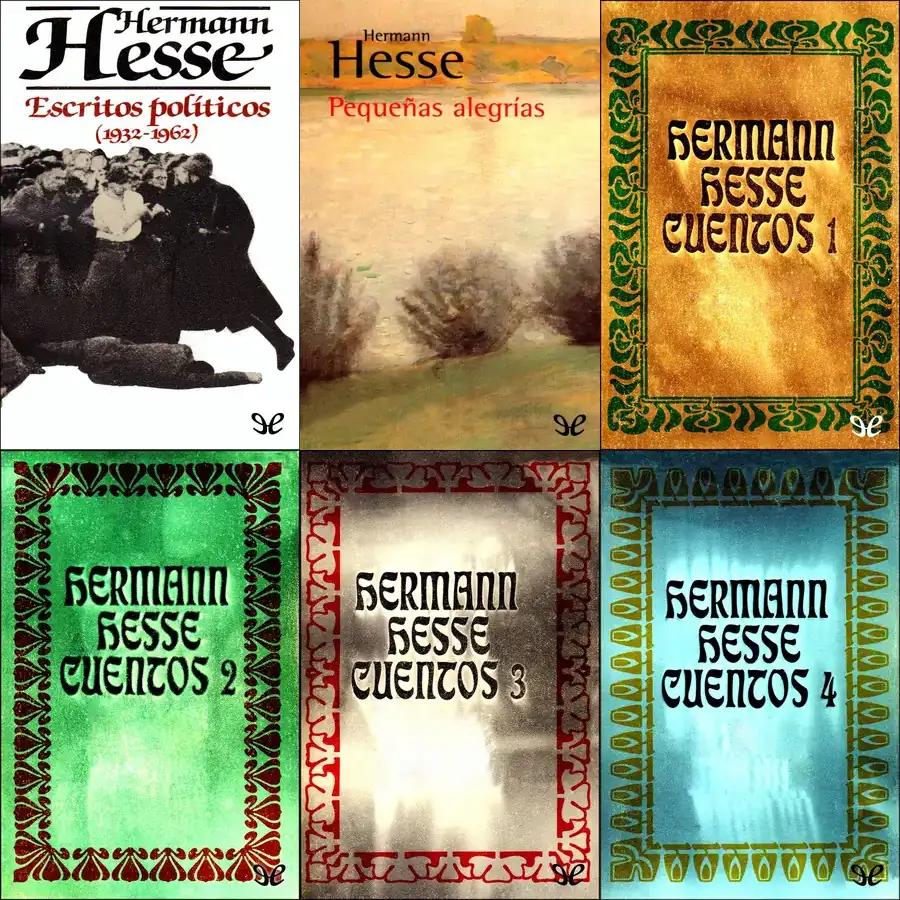 Hermann
Hesse
Escritos políticos
(1932-1962)
Hermann
Hesse
Pequeñas alegrías
HERMANN
HESSE
CUENTOS 1
HERMANN
HESSE
CUENTOS 2
HERMANN
HESSE
CUENTOS 3
HERMANN
HESSE
CUENTOS 4